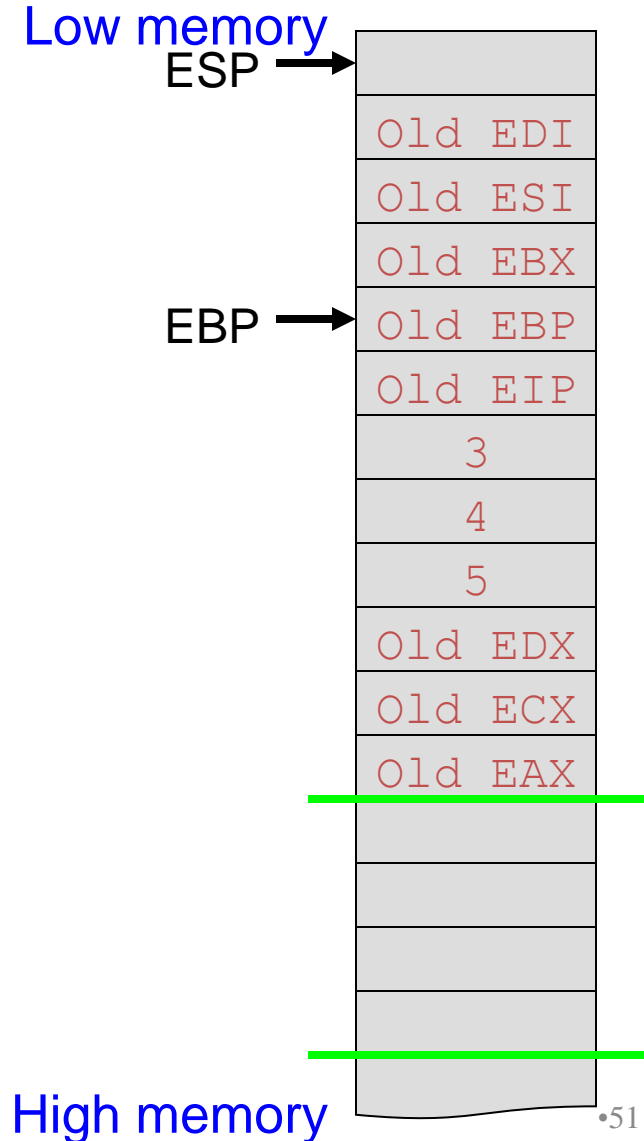 Low memory
ESP
Old EDI
Old ESI
Old EBX
EBP Old EBP
Old EIP
3
4
5
Old EDX
Old ECX
Old EAX
High memory
•51